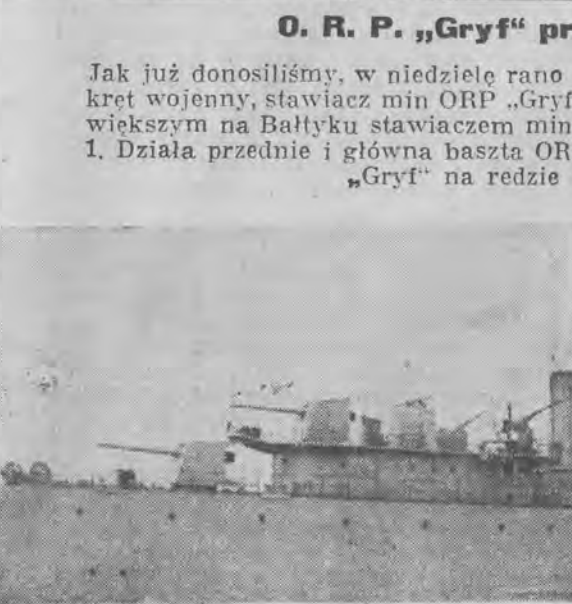 O. R. P. „Gryf“ pr
Jak już donosiliśmy, w niedzielę rano
kręt wojenny, stawiacz min ORP „Gryf
większym na Bałtyku stawiaczem min
1. Działa przednie i główna baszta OR
„Gryf“ na redzie